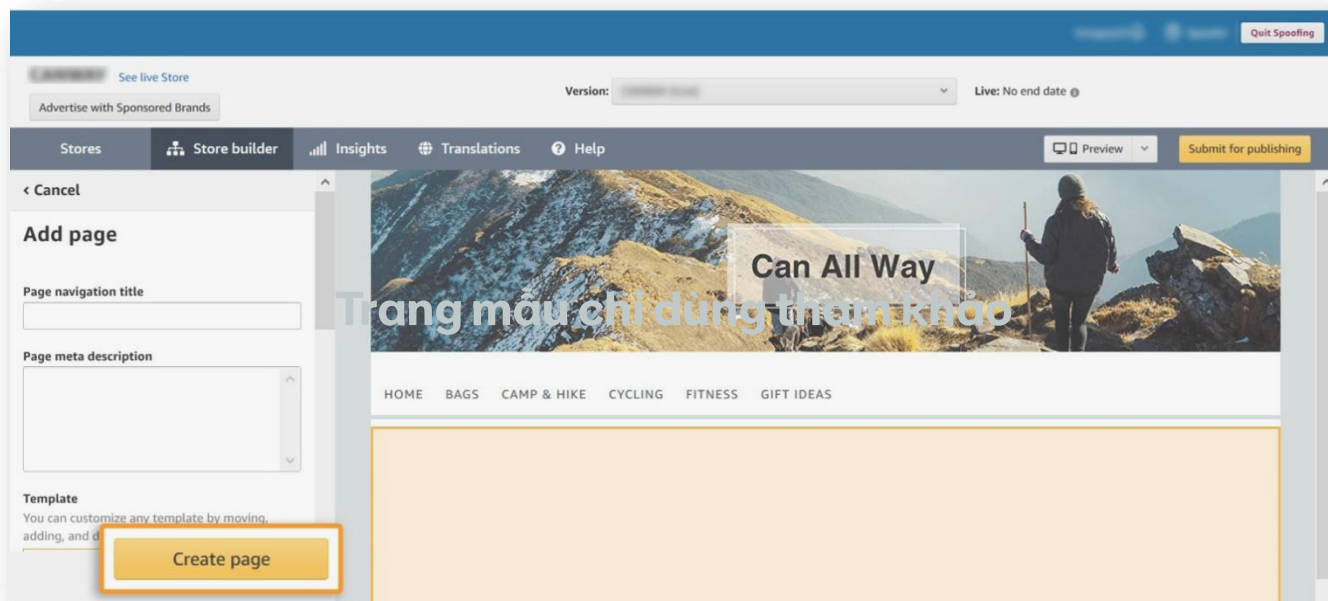 Quit Spoofing
See live Store
Advertise with Sponsored Brands
Version:
Live: No end date
Stores
Store builder
Insights
Translations
Help
Preview
Submit for publishing
Cancel
Add page
Page navigation title
Page meta description
Template
You can customize any template by moving,
adding, and d
Create page
Can All Way
Trang mẫu chỉ dùng tham khảo
HOME BAGS CAMP & HIKE CYCLING FITNESS GIFT IDEAS